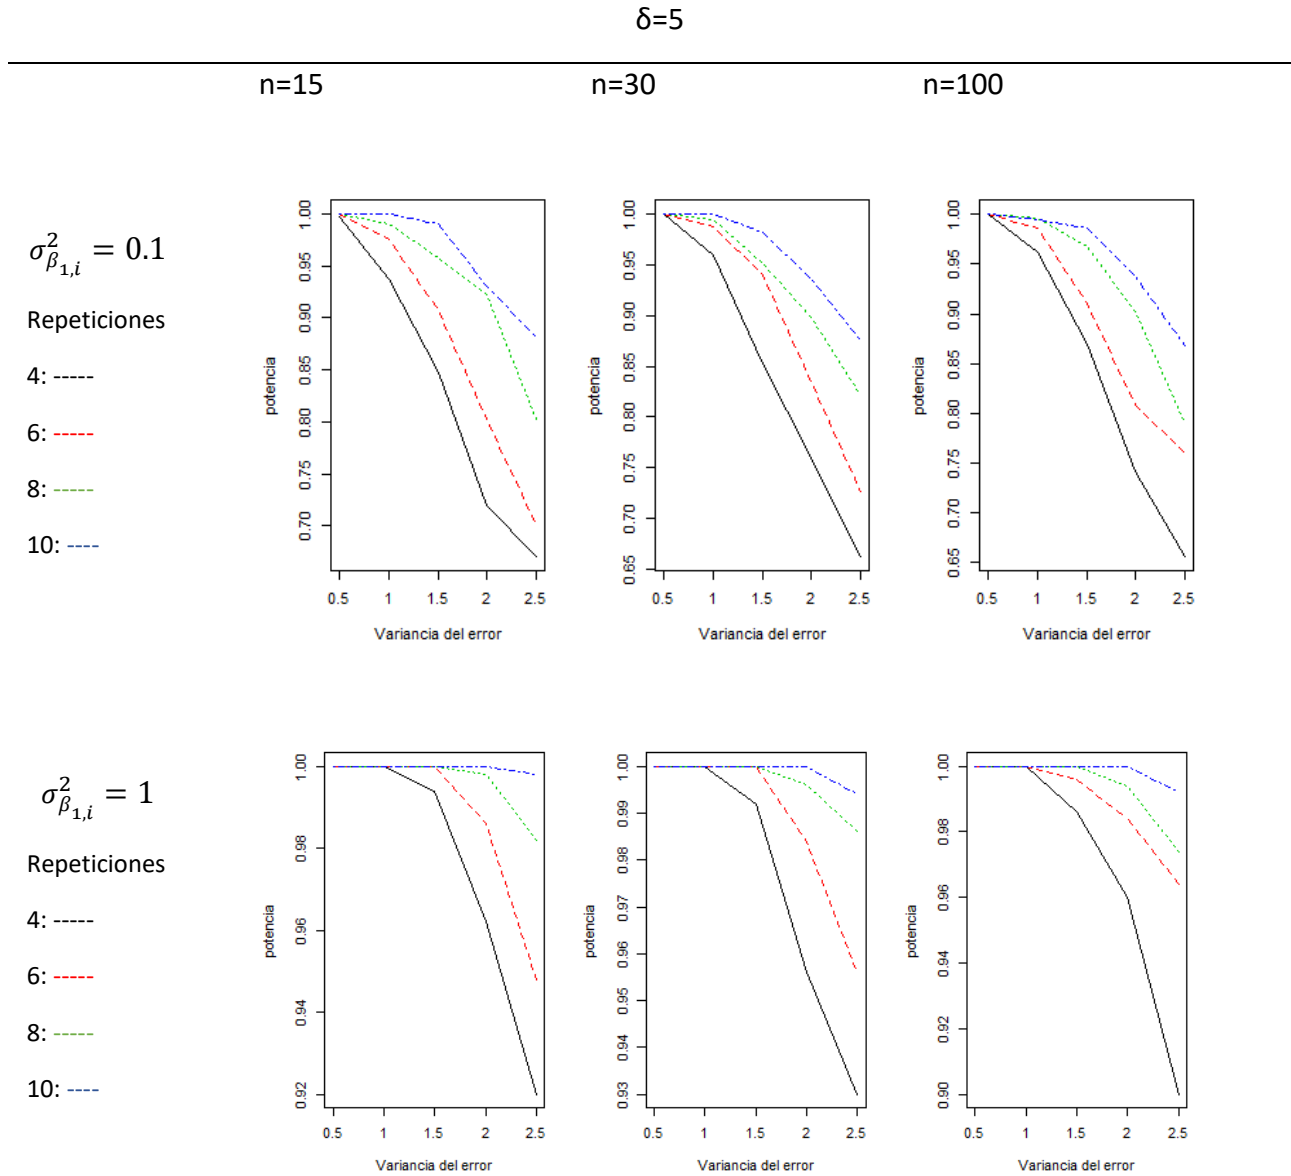 δ=5
n=15 n=30 n=100
σ²β₁,ᵢ = 0.1
Repeticiones
4: -----
6: -----
8: -----
10: ----
potencia
1.00
0.95
0.90
0.85
0.80
0.75
0.70
0.5 1 1.5 2 2.5
Variancia del error
potencia
1.00
0.95
0.90
0.85
0.80
0.75
0.70
0.65
0.5 1 1.5 2 2.5
Variancia del error
potencia
1.00
0.95
0.90
0.85
0.80
0.75
0.70
0.65
0.5 1 1.5 2 2.5
Variancia del error
σ²β₁,ᵢ = 1
Repeticiones
4: -----
6: -----
8: -----
10: ----
potencia
1.00
0.98
0.96
0.94
0.92
0.5 1 1.5 2 2.5
Variancia del error
potencia
1.00
0.99
0.98
0.97
0.96
0.95
0.94
0.93
0.5 1 1.5 2 2.5
Variancia del error
potencia
1.00
0.98
0.96
0.94
0.92
0.90
0.5 1 1.5 2 2.5
Variancia del error